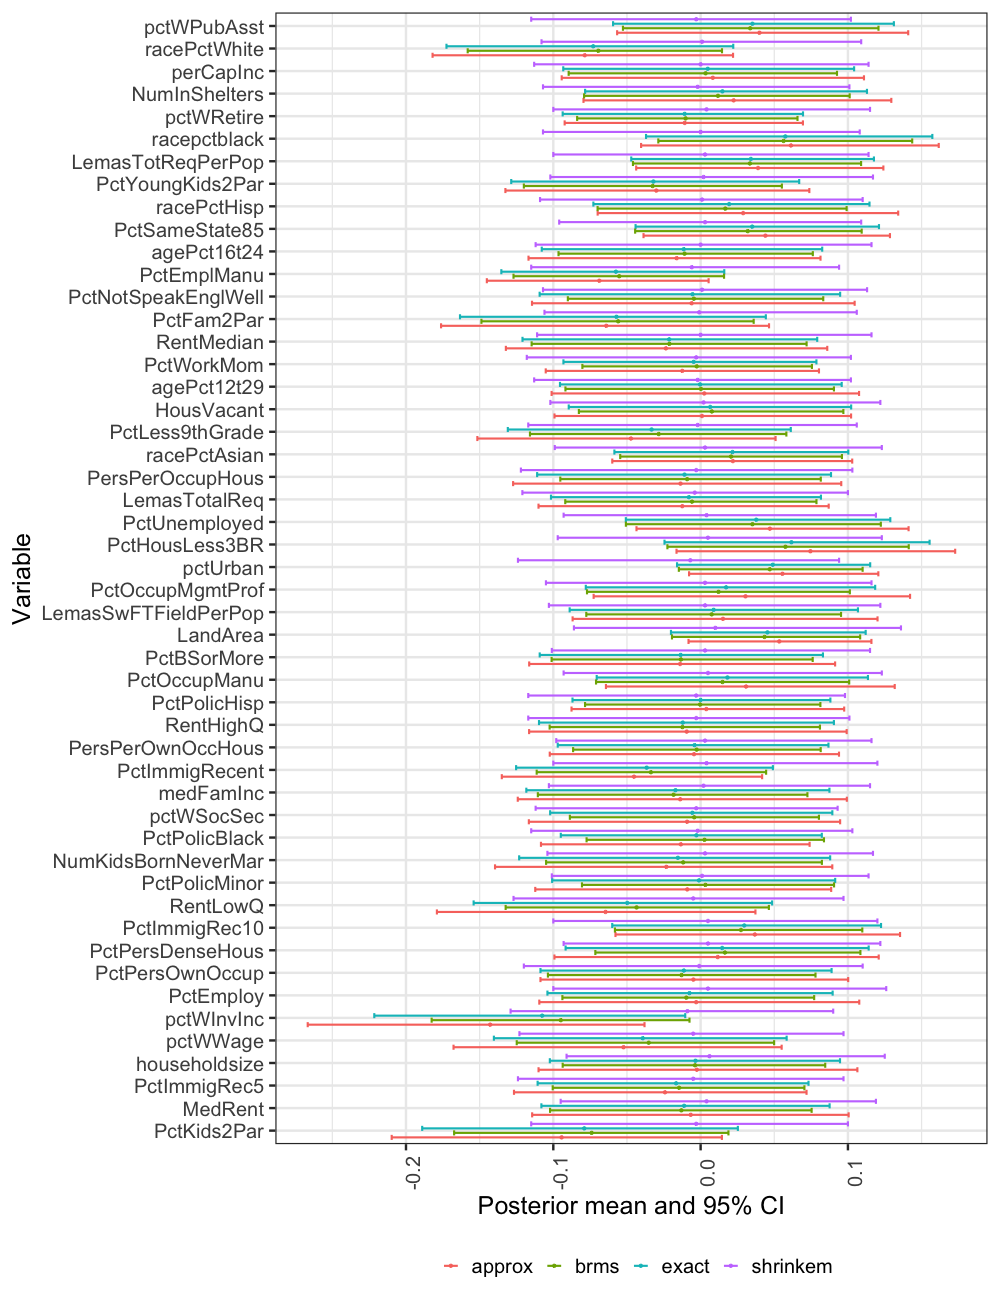 pctWPubAsst
racePctWhite
perCapInc
NumInShelters
pctWRetire
racepctblack
LemasTotReqPerPop
PctYoungKids2Par
racePctHisp
PctSameState85
agePct16t24
PctEmplManu
PctNotSpeakEnglWell
PctFam2Par
RentMedian
PctWorkMom
agePct12t29
HousVacant
PctLess9thGrade
racePctAsian
PersPerOccupHous
LemasTotalReq
PctUnemployed
PctHousLess3BR
pctUrban
PctOccupMgmtProf
LemasSwFTFieldPerPop
LandArea
PctBSorMore
PctOccupManu
PctPolicHisp
RentHighQ
PersPerOwnOccHous
PctImmigRecent
medFamInc
pctWSocSec
PctPolicBlack
NumKidsBornNeverMar
PctPolicMinor
RentLowQ
PctImmigRec10
PctPersDenseHous
PctPersOwnOccup
PctEmploy
pctWInvInc
pctWWage
householdsize
PctImmigRec5
MedRent
PctKids2Par
Variable
-0.2 -0.1 0.0 0.1
Posterior mean and 95% CI
approx brms exact shrinkem